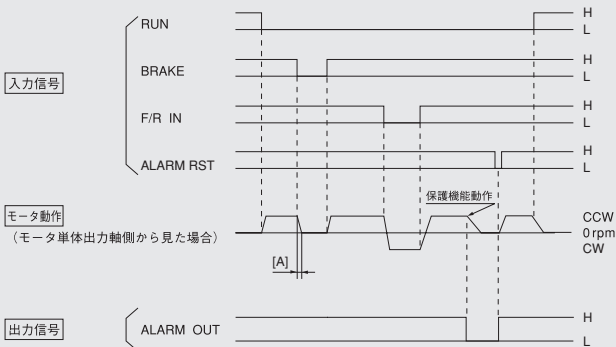 RUN
H
L
BRAKE
H
L
入力信号
F/R IN
H
L
ALARM RST
H
L
保護機能動作
モータ動作
(モータ単体出力軸側から見た場合)
CCW
0 rpm
CW
[A]
出力信号
ALARM OUT
H
L